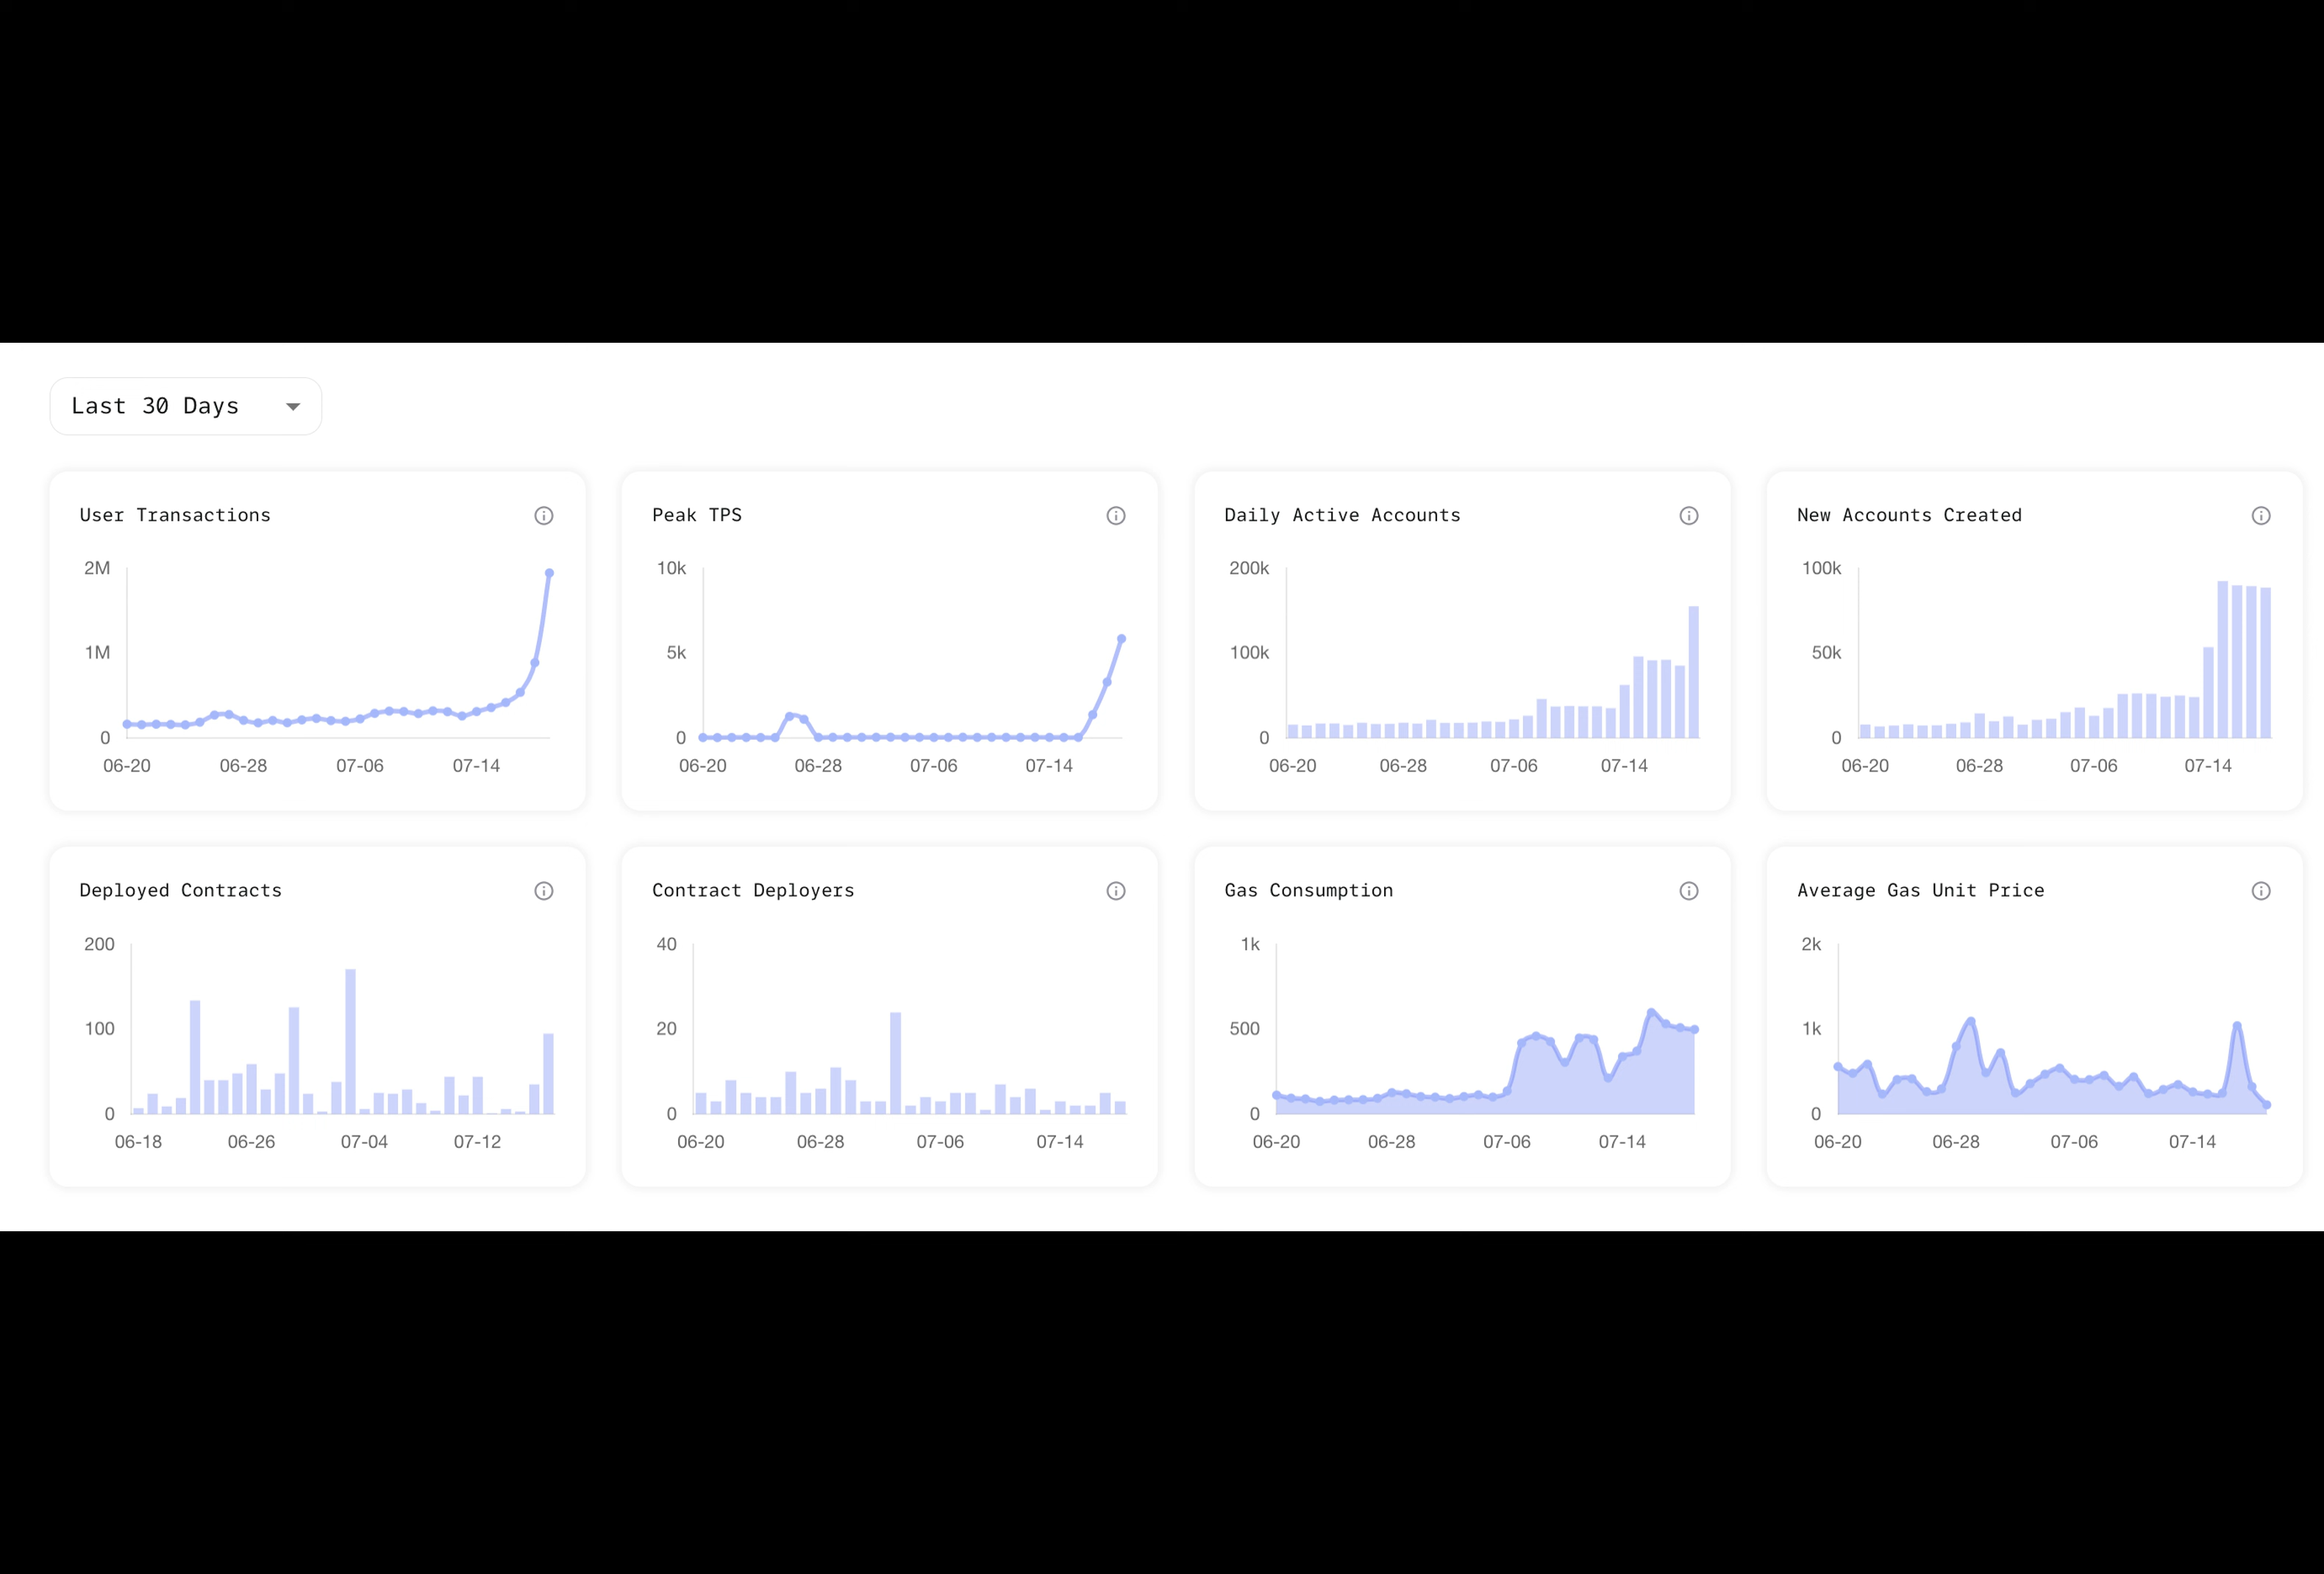 Last 30 Days
User Transactions
2M
1M
0
06-20 06-28 07-06 07-14
Peak TPS
10k
5k
0
06-20 06-28 07-06 07-14
Daily Active Accounts
200k
100k
0
06-20 06-28 07-06 07-14
New Accounts Created
100k
50k
0
06-20 06-28 07-06 07-14
Deployed Contracts
200
100
0
06-18 06-26 07-04 07-12
Contract Deployers
40
20
0
06-20 06-28 07-06 07-14
Gas Consumption
1k
500
0
06-20 06-28 07-06 07-14
Average Gas Unit Price
2k
1k
0
06-20 06-28 07-06 07-14